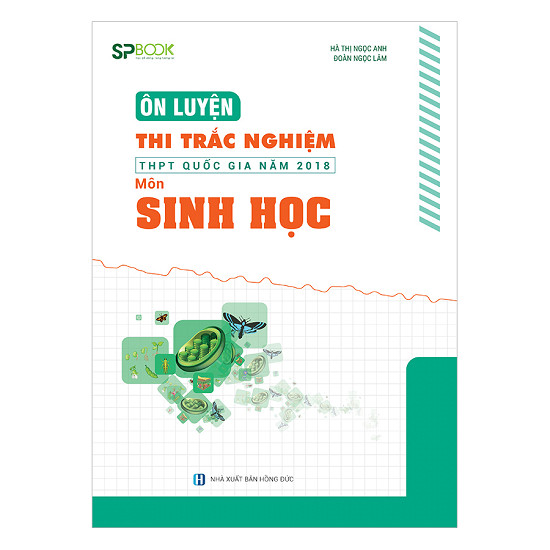 SPBOOK
HÀ THỊ NGỌC ANH
ĐOÀN NGỌC LÂM
ÔN LUYỆN
THI TRẮC NGHIỆM
THPT QUỐC GIA NĂM 2018
Môn
SINH HỌC
H
NHÀ XUẤT BẢN HỒNG ĐỨC